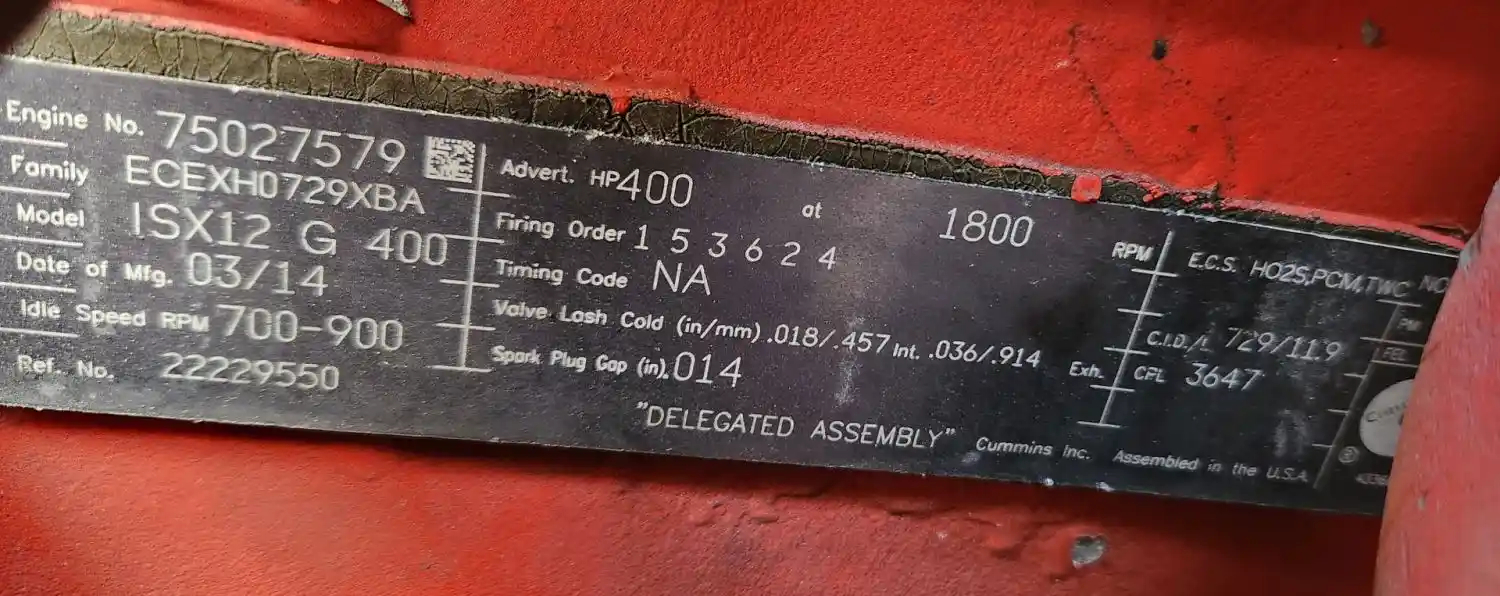 Engine No. 75027579
Family ECEXH0729XBA
Model ISX12 G 400
Date of Mfg. 03/14
Idle Speed RPM 700-900
Ref. No. 22229550
Advert. HP 400 at 1800 RPM
Firing Order 1 5 3 6 2 4
Timing Code NA
Valve Lash Cold (in/mm) .018/.457 Int. .036/.914 Exh.
Spark Plug Gap (in). 014
"DELEGATED ASSEMBLY" Cummins Inc. Assembled in the U.S.A
E.C.S. HO2S,PCM,TWC
C.I.D./L 729/11.9
CPL 3647
PM
FEL